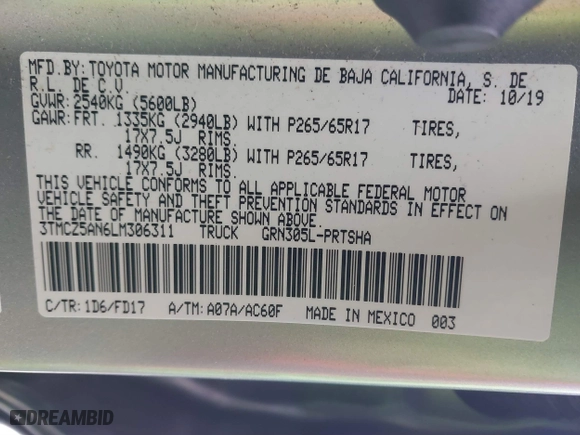 MFD.BY:TOYOTA MOTOR MANUFACTURING DE BAJA CALIFORNIA, S. DE
R.L. DE C.V. DATE: 10/19
GVWR:2540KG (5600LB)
GAWR:FRT. 1335KG (2940LB) WITH P265/65R17 TIRES,
17X7.5J RIMS.
RR. 1490KG (3280LB) WITH P265/65R17 TIRES,
17X7.5J RIMS.
THIS VEHICLE CONFORMS TO ALL APPLICABLE FEDERAL MOTOR
VEHICLE SAFETY AND THEFT PREVENTION STANDARDS IN EFFECT ON
THE DATE OF MANUFACTURE SHOWN ABOVE.
3TMCZ5AN6LM306311 TRUCK GRN305L-PRTSHA
C/TR:1D6/FD17 A/TM:A07A/AC60F MADE IN MEXICO 003
DREAMBID